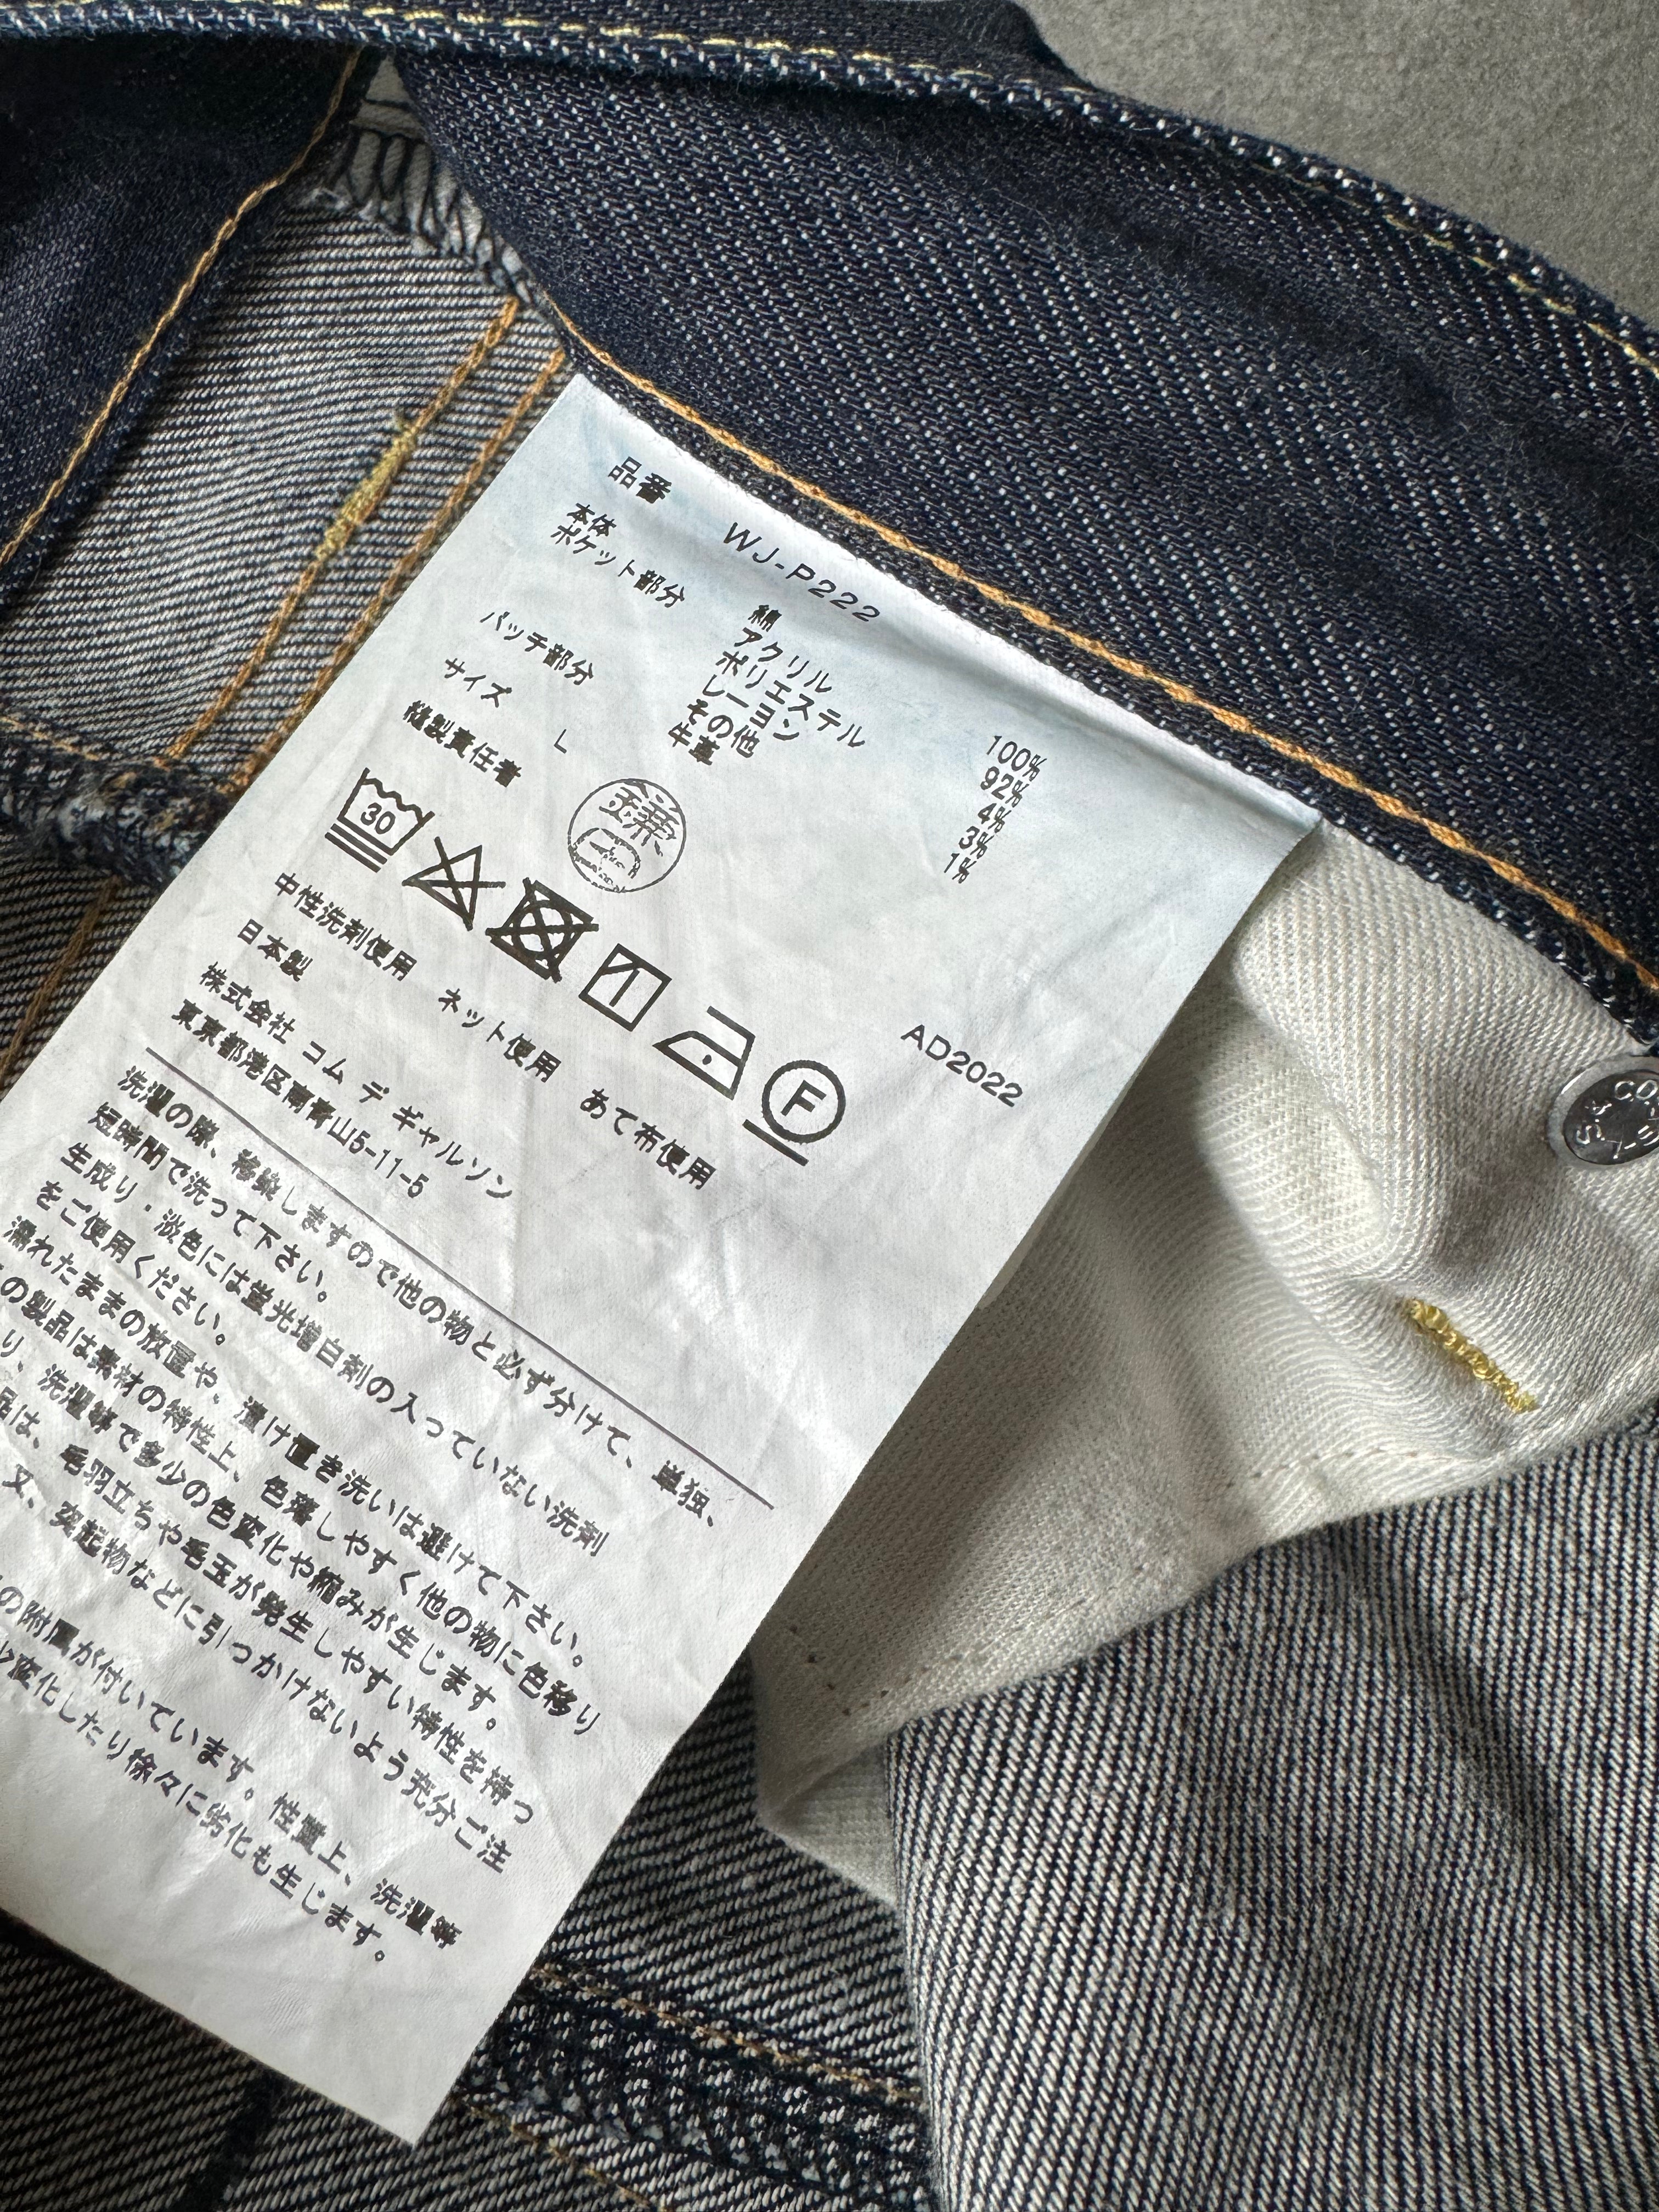 品番 WJ-P222
本体 綿 100%
ポケット部分 アクリル 92%
ポリエステル 4%
レーヨン 3%
その他 1%
パッチ部分 牛革
サイズ L
縫製責任者 鎌田
30
F
中性洗剤使用 ネット使用 あて布使用
日本製 AD2022
株式会社 コム デ ギャルソン
東京都港区南青山5-11-5
洗濯の際、移染しますので他の物と必ず分けて、単独、
短時間で洗って下さい。
生成り・淡色には蛍光増白剤の入っていない洗剤
をご使用ください。
濡れたままの放置や、漬け置き洗いは避けて下さい。
の製品は素材の特性上、色落しやすく他の物に色移り
り、洗濯等で多少の色変化や縮みが生じます。
品は、毛羽立ちや毛玉が発生しやすい特性を持つ
又、突起物などに引っかけないよう充分ご注
の附属が付いています。性質上、洗濯等
少変化したり徐々に劣化も生じます。